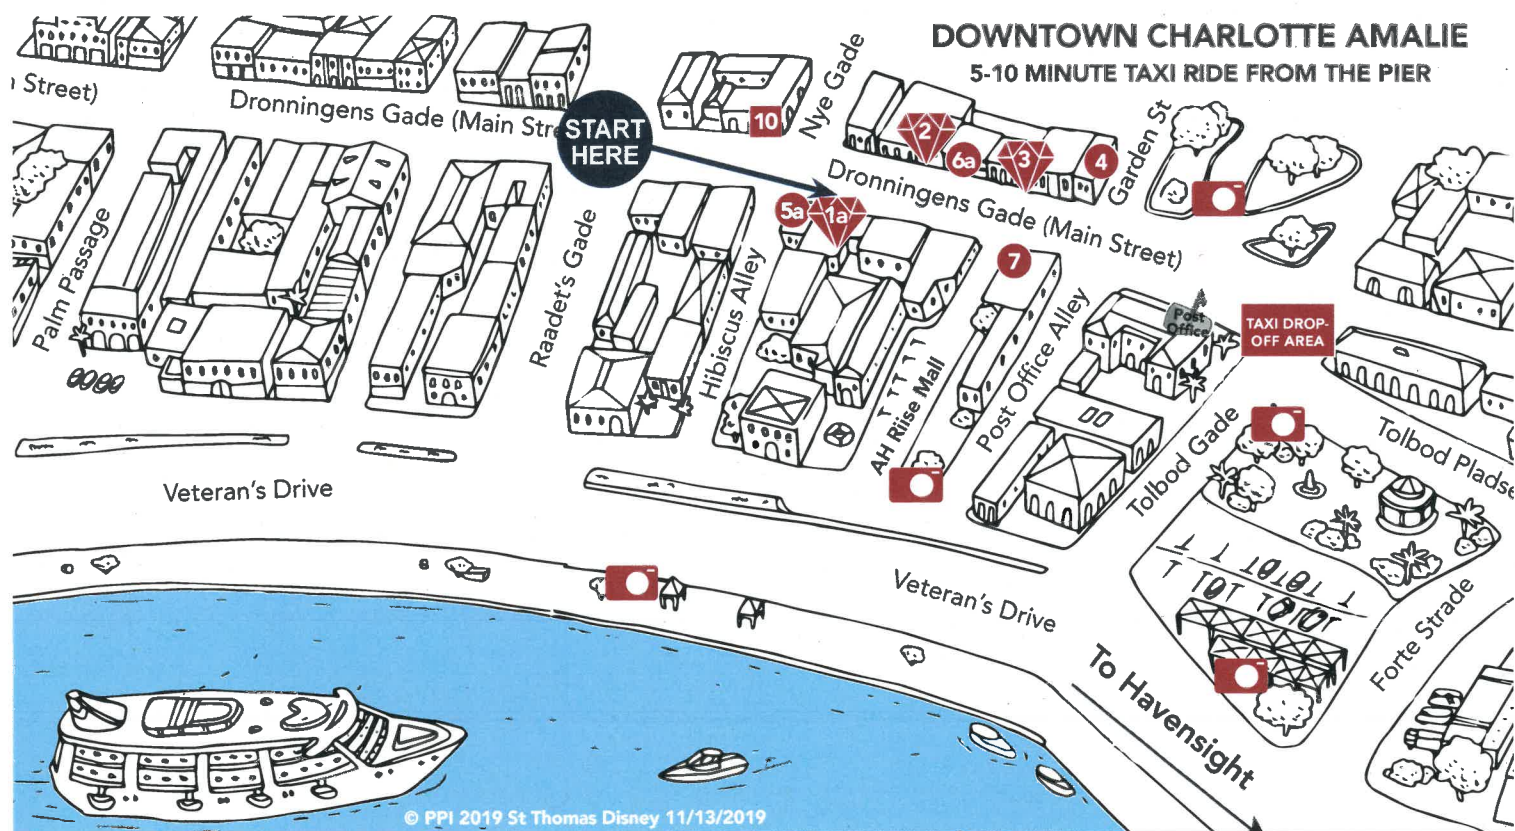 DOWNTOWN CHARLOTTE AMALIE
5-10 MINUTE TAXI RIDE FROM THE PIER
Street)
Dronningens Gade (Main Stre
START
HERE
10
Nye Gade
2
6a
3
4
Garden St
Dronningens Gade (Main Street)
5a
1a
7
Palm Passage
Raadet's Gade
Hibiscus Alley
AH Riise Mall
Post Office Alley
Post
Office
TAXI DROP-
OFF AREA
Tolbod Gade
Tolbod Pladse
Veteran's Drive
Veteran's Drive
Forte Strade
To Havensight
© PPI 2019 St Thomas Disney 11/13/2019